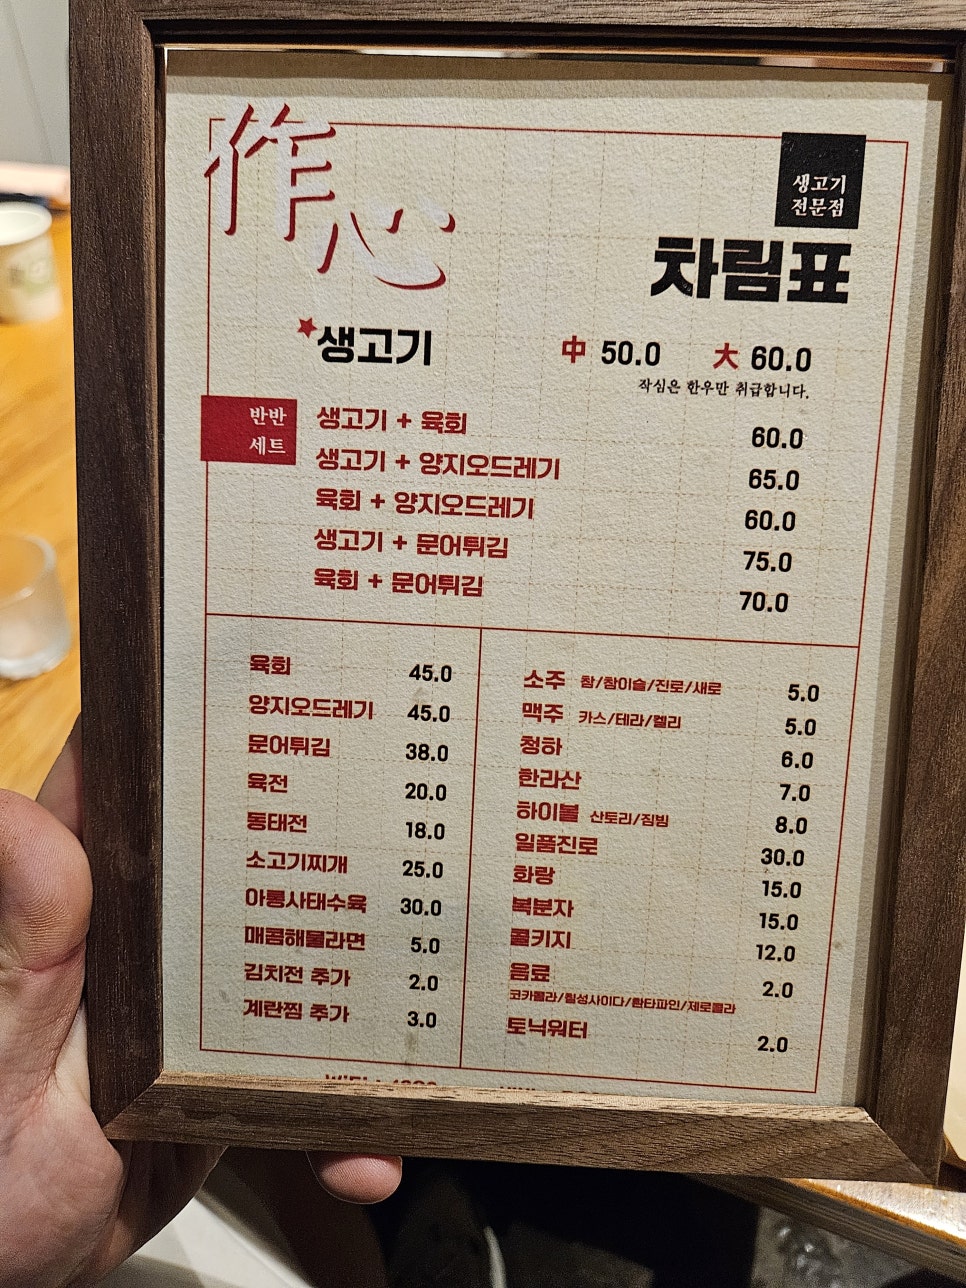 作心
생고기
전문점
차림표
생고기 中 50.0 大 60.0
작심은 한우만 취급합니다.
반반
세트
생고기 + 육회 60.0
생고기 + 양지오드레기 65.0
육회 + 양지오드레기 60.0
생고기 + 문어튀김 75.0
육회 + 문어튀김 70.0
육회 45.0
양지오드레기 45.0
문어튀김 38.0
육전 20.0
동태전 18.0
소고기찌개 25.0
아롱사태수육 30.0
매콤해물라면 5.0
김치전 추가 2.0
계란찜 추가 3.0
소주 참/참이슬/진로/새로 5.0
맥주 카스/테라/켈리 5.0
청하 6.0
한라산 7.0
하이볼 산토리/짐빔 8.0
일품진로 30.0
화랑 15.0
복분자 15.0
콜키지 12.0
음료 2.0
코카콜라/칠성사이다/환타파인/제로콜라
토닉워터 2.0